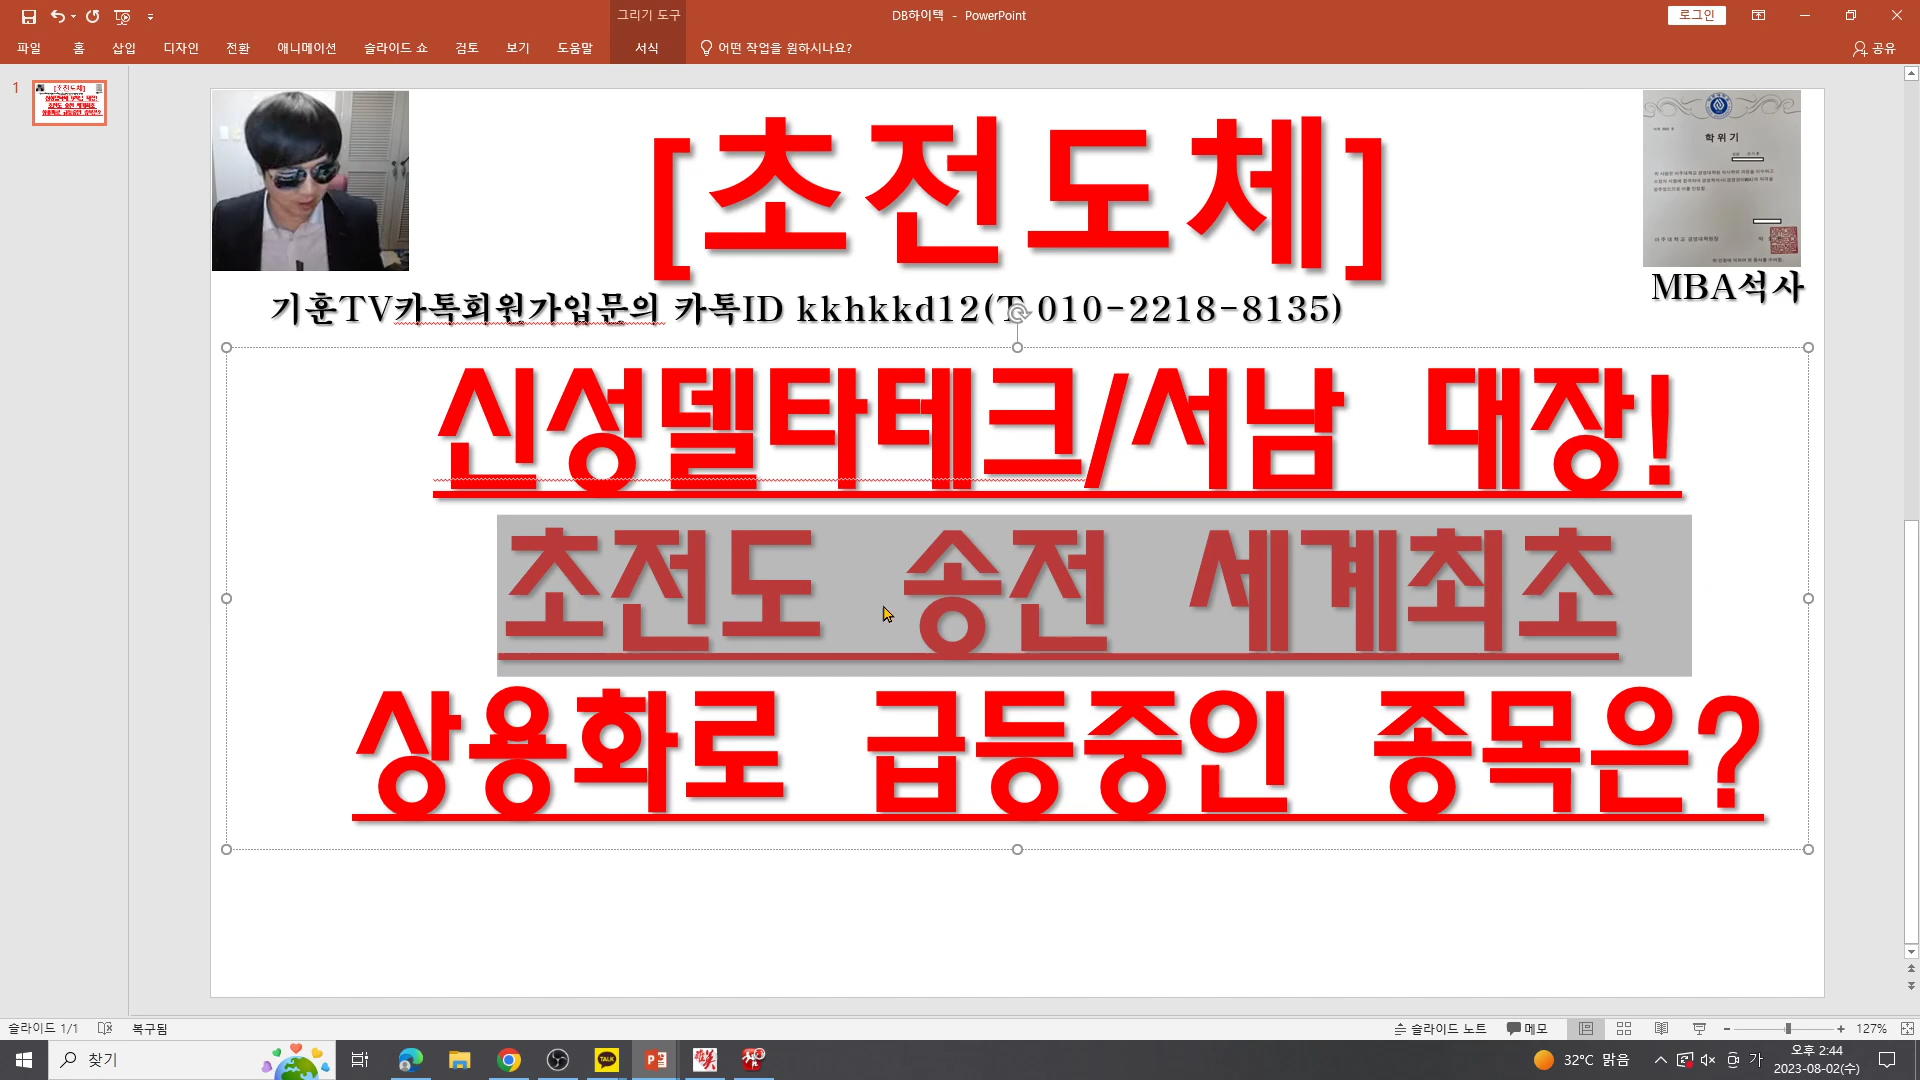 그리기 도구
DB하이텍 - PowerPoint
로그인
파일 홈 삽입 디자인 전환 애니메이션 슬라이드 쇼 검토 보기 도움말 서식 어떤 작업을 원하시나요? 공유
1
[초전도체]
학 위 기
MBA석사
기훈TV카톡회원가입문의 카톡ID kkhkkd12(T 010-2218-8135)
신성델타테크/서남 대장!
초전도 송전 세계최초
상용화로 급등중인 종목은?
슬라이드 1/1 복구됨 슬라이드 노트 메모 127%
찾기
TALK
32°C 맑음
가
오후 2:44
2023-08-02(수)